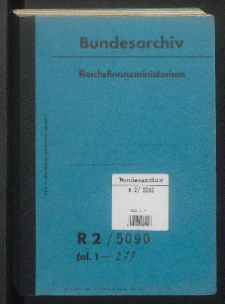 Bundesarchiv
Reichsfinanzministerium
Bundesarchiv
R 2/ 5090
R 2 / 5090
fol. 1 — 277